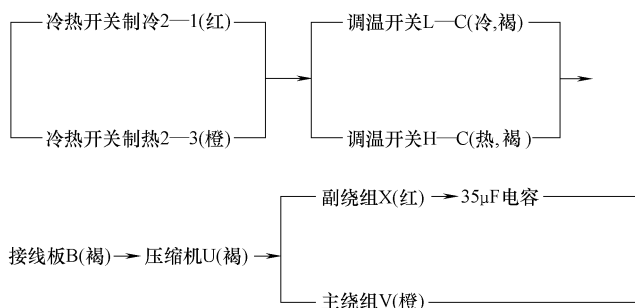 冷热开关制冷2—1(红) 调温开关L—C(冷,褐)
冷热开关制热2—3(橙) 调温开关H—C(热,褐)
副绕组X(红) 35μF电容
接线板B(褐) 压缩机U(褐)
主绕组V(橙)